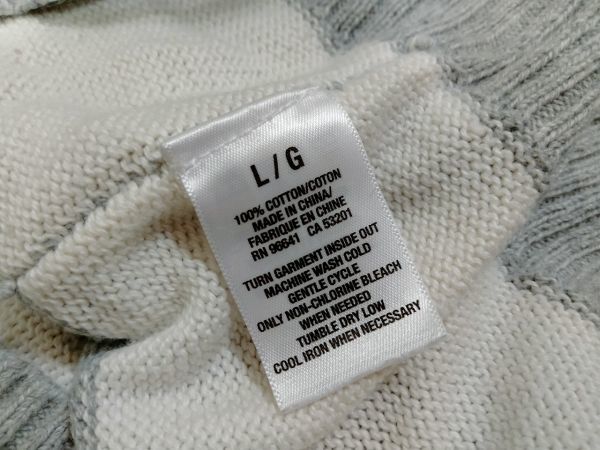 L/G
100% COTTON/COTON
MADE IN CHINA/
FABRIQUE EN CHINE
RN 96641 CA 53201
TURN GARMENT INSIDE OUT
MACHINE WASH COLD
GENTLE CYCLE
ONLY NON-CHLORINE BLEACH
WHEN NEEDED
TUMBLE DRY LOW
COOL IRON WHEN NECESSARY